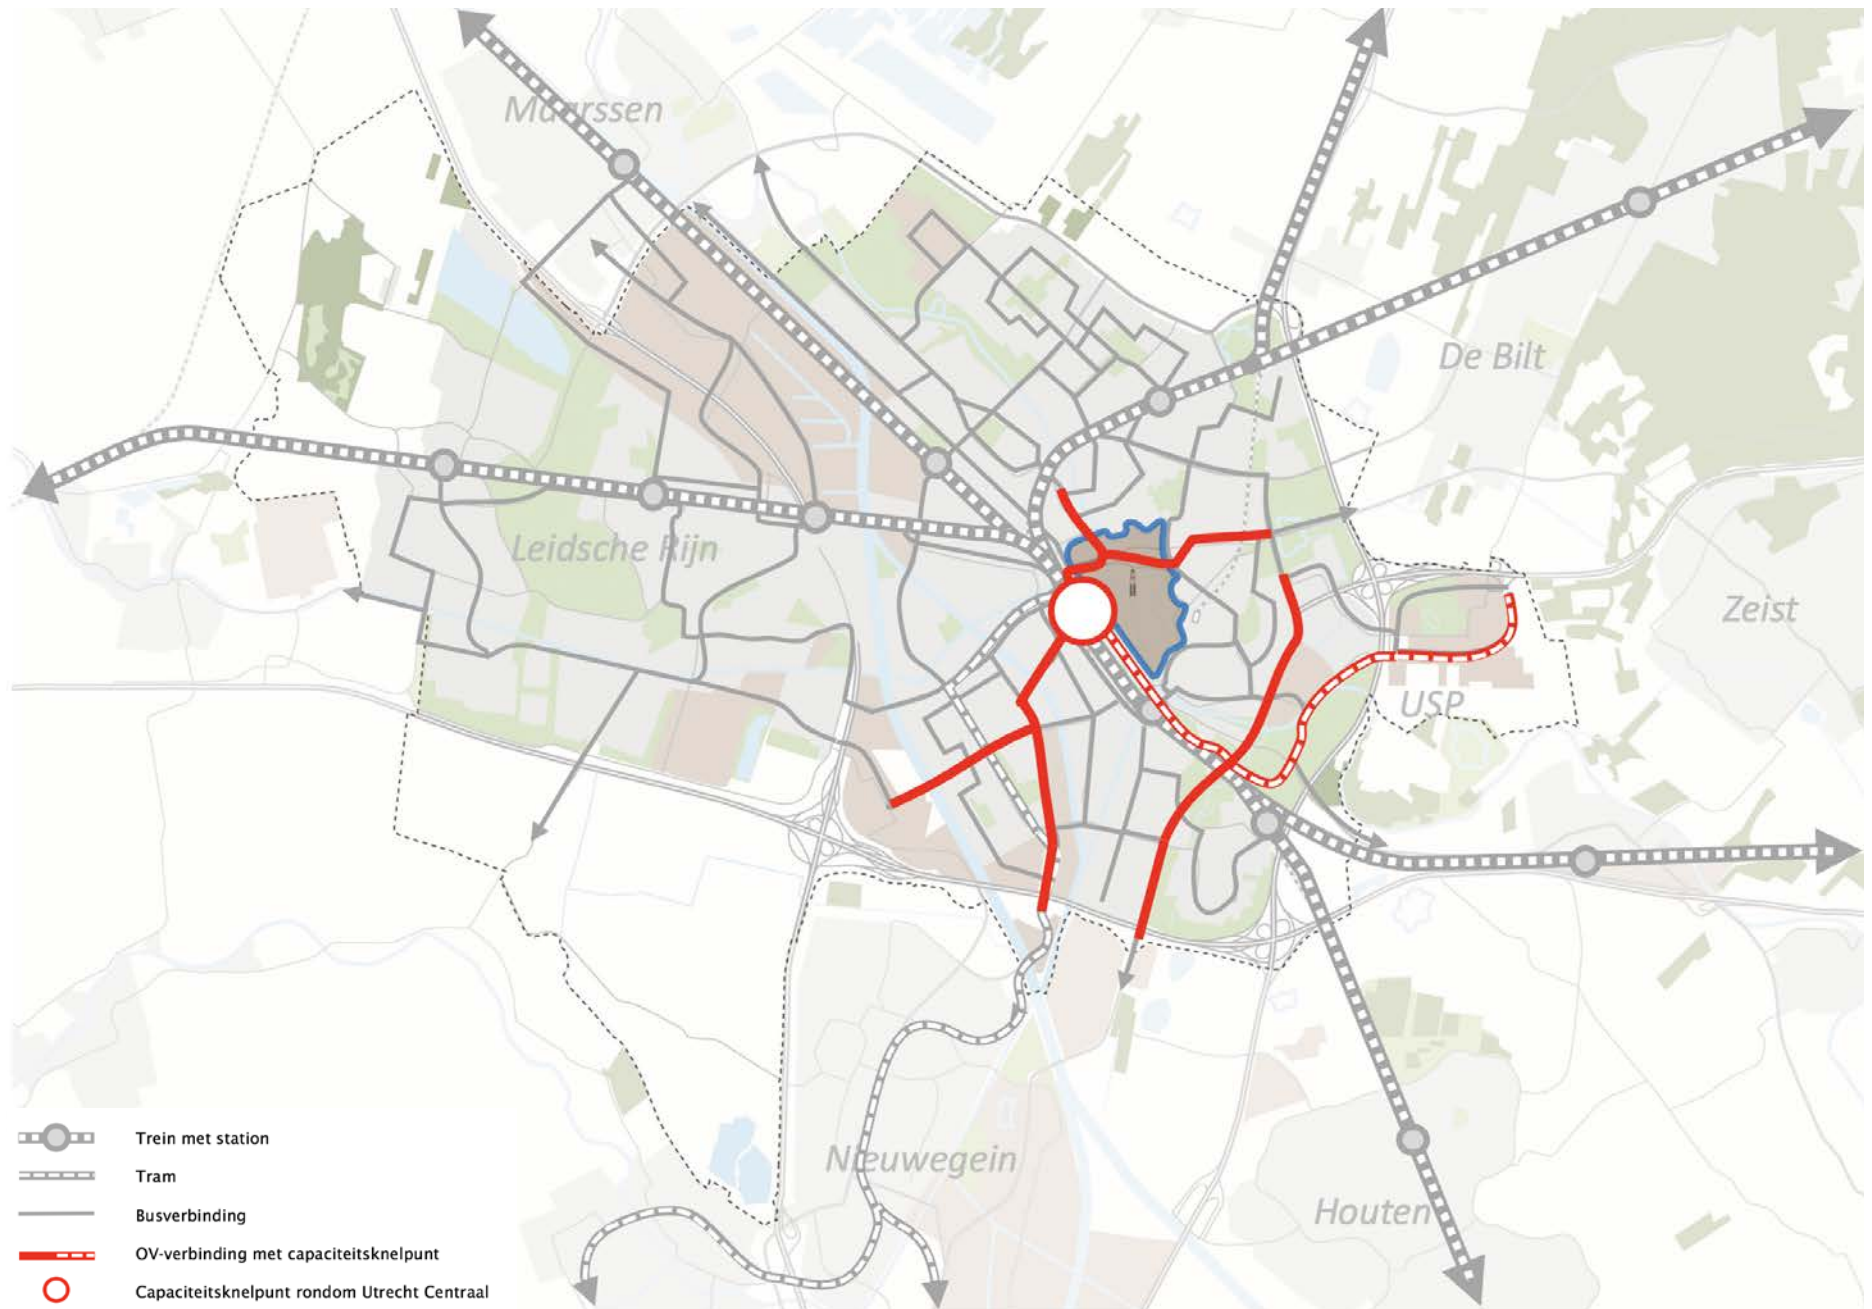 Maarssen
De Bilt
Leidsche Rijn
Zeist
USP
Nieuwegein
Houten
Trein met station
Tram
Busverbinding
OV-verbinding met capaciteitsknelpunt
Capaciteitsknelpunt rondom Utrecht Centraal